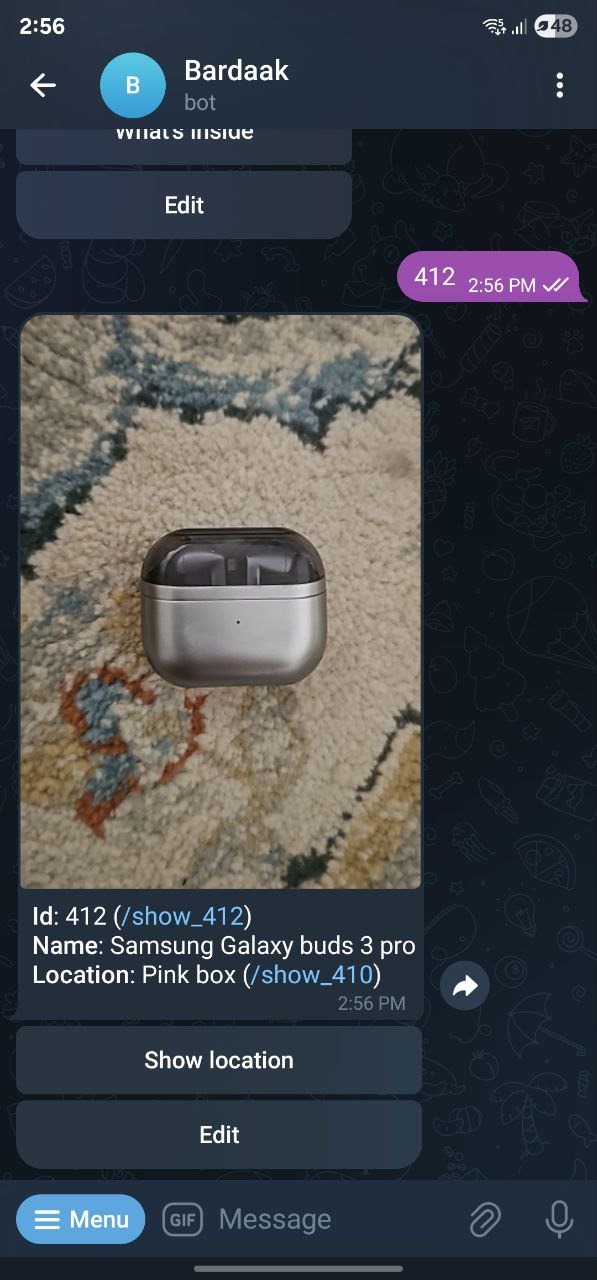 2:56
48
B
Bardaak
bot
What's inside
Edit
412 2:56 PM
Id: 412 (/show_412)
Name: Samsung Galaxy buds 3 pro
Location: Pink box (/show_410)
2:56 PM
Show location
Edit
Menu
GIF
Message